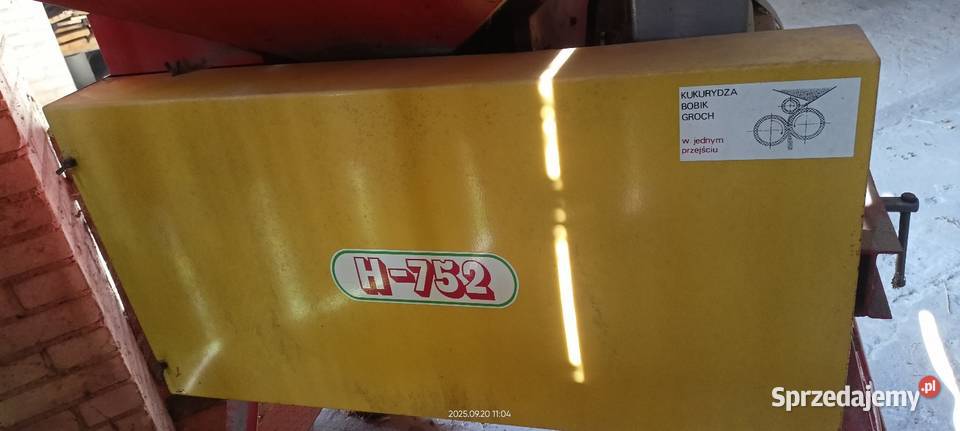 KUKURYDZA
BOBIK
GROCH
w jednym
przejściu
H-752
2025.09.20 11:04
Sprzedajemy.pl